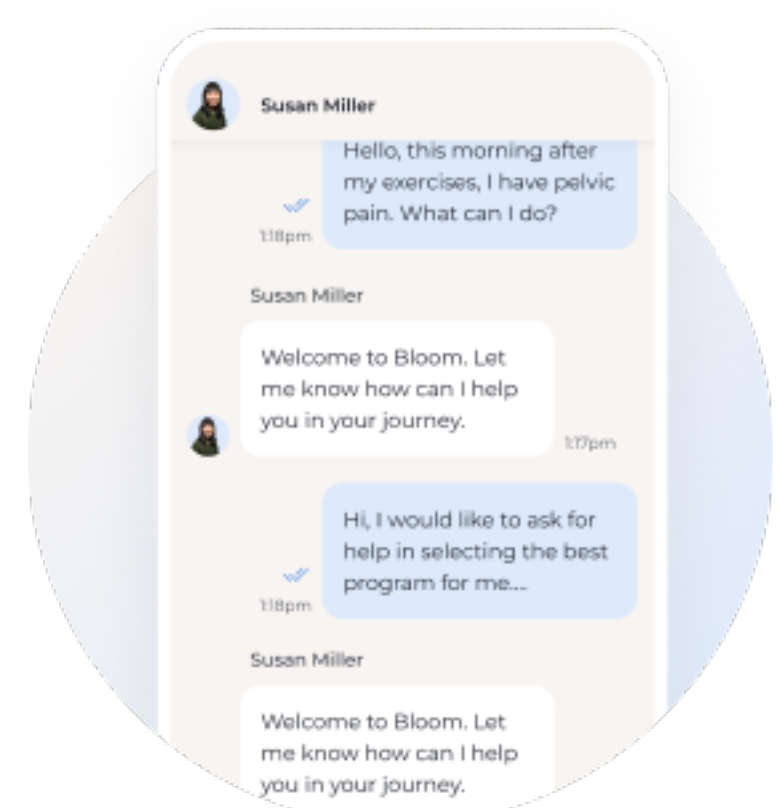 Susan Miller
Hello, this morning after
my exercises, I have pelvic
pain. What can I do?
1:18pm
Susan Miller
Welcome to Bloom. Let
me know how can I help
you in your journey.
1:17pm
Hi, I would like to ask for
help in selecting the best
program for me....
1:18pm
Susan Miller
Welcome to Bloom. Let
me know how can I help
you in your journey.